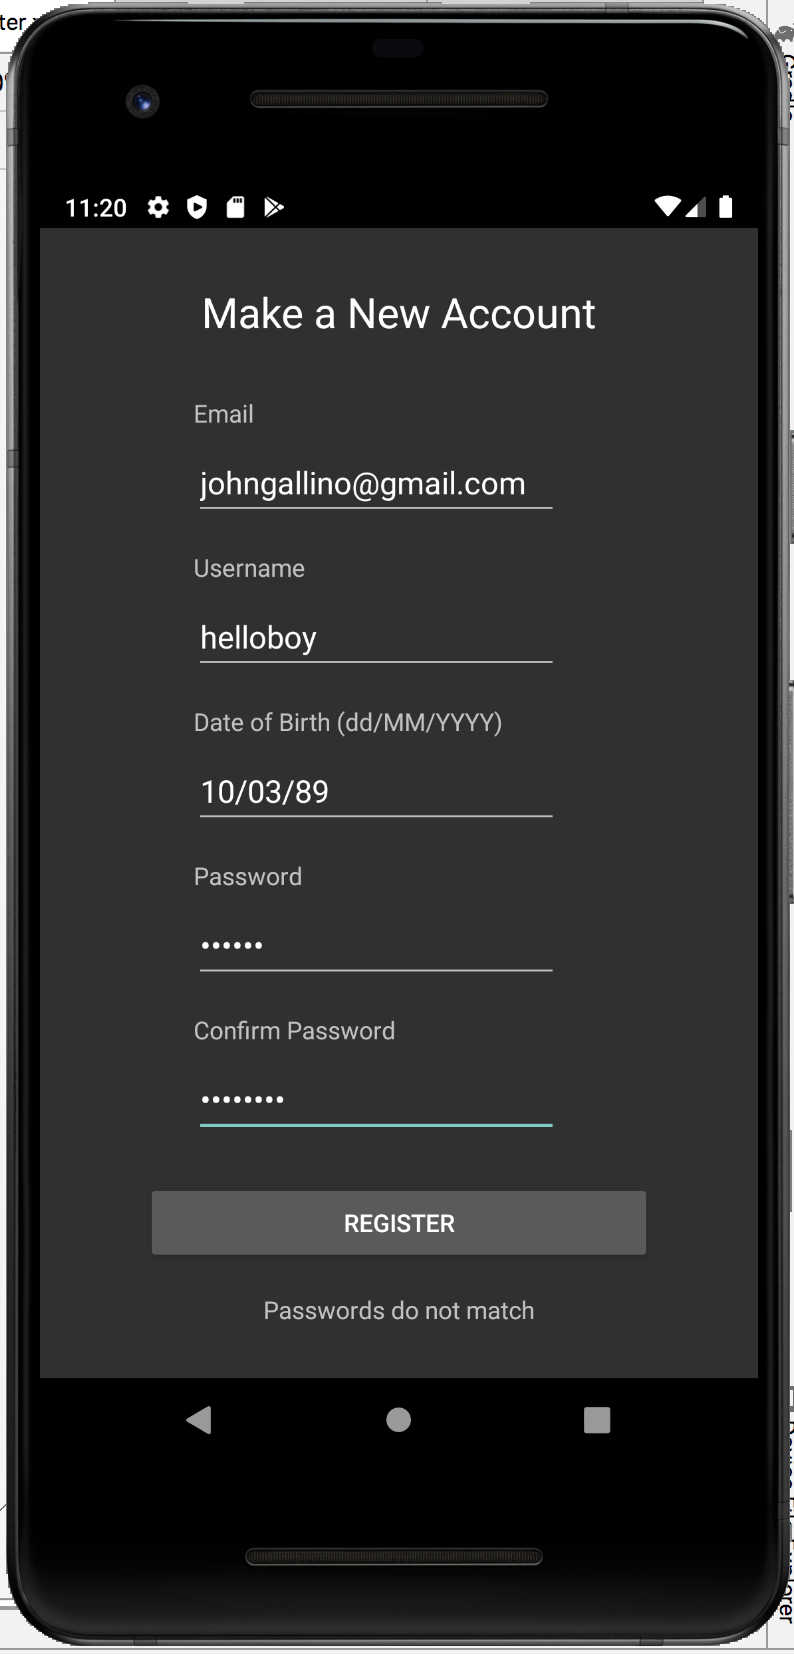 ter
11:20
Make a New Account
Email
johngallino@gmail.com
Username
helloboy
Date of Birth (dd/MM/YYYY)
10/03/89
Password
••••••
Confirm Password
••••••••
REGISTER
Passwords do not match